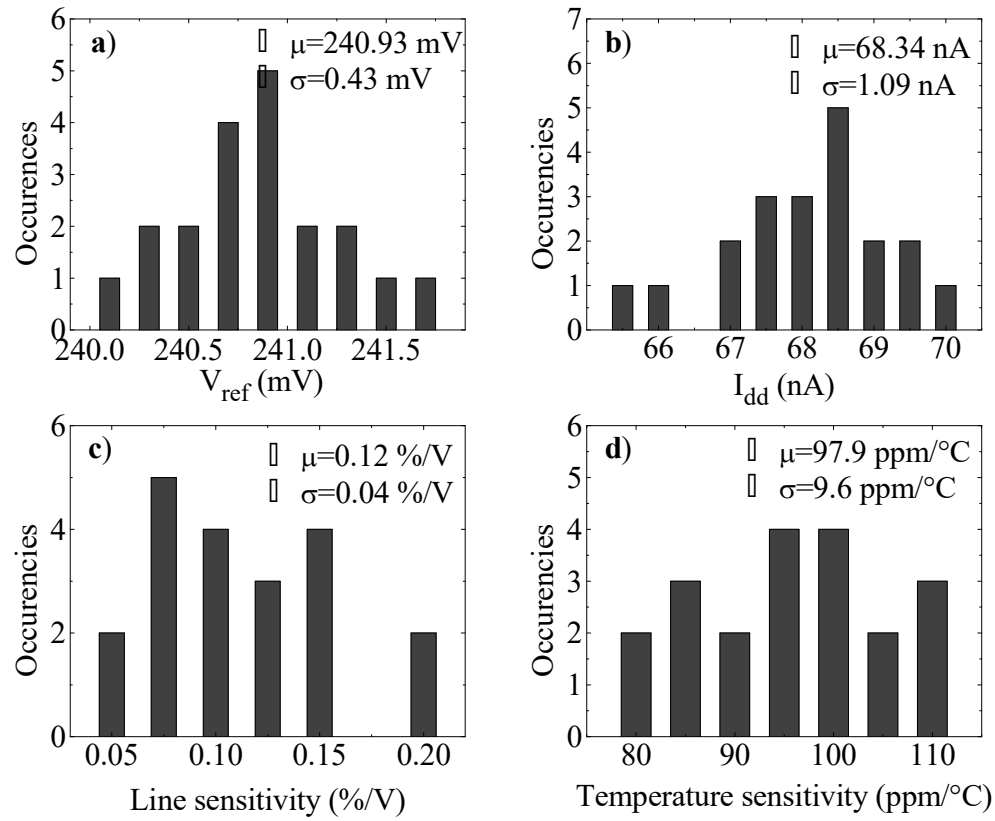 a)
▯ μ=240.93 mV
▯ σ=0.43 mV
6
5
4
3
2
1
0
Occurences
240.0 240.5 241.0 241.5
V_ref (mV)
b)
▯ μ=68.34 nA
▯ σ=1.09 nA
7
6
5
4
3
2
1
0
Occurencies
66 67 68 69 70
I_dd (nA)
c)
▯ μ=0.12 %/V
▯ σ=0.04 %/V
6
5
4
3
2
1
0
Occurencies
0.05 0.10 0.15 0.20
Line sensitivity (%/V)
d)
▯ μ=97.9 ppm/°C
▯ σ=9.6 ppm/°C
6
5
4
3
2
1
0
Occurencies
80 90 100 110
Temperature sensitivity (ppm/°C)